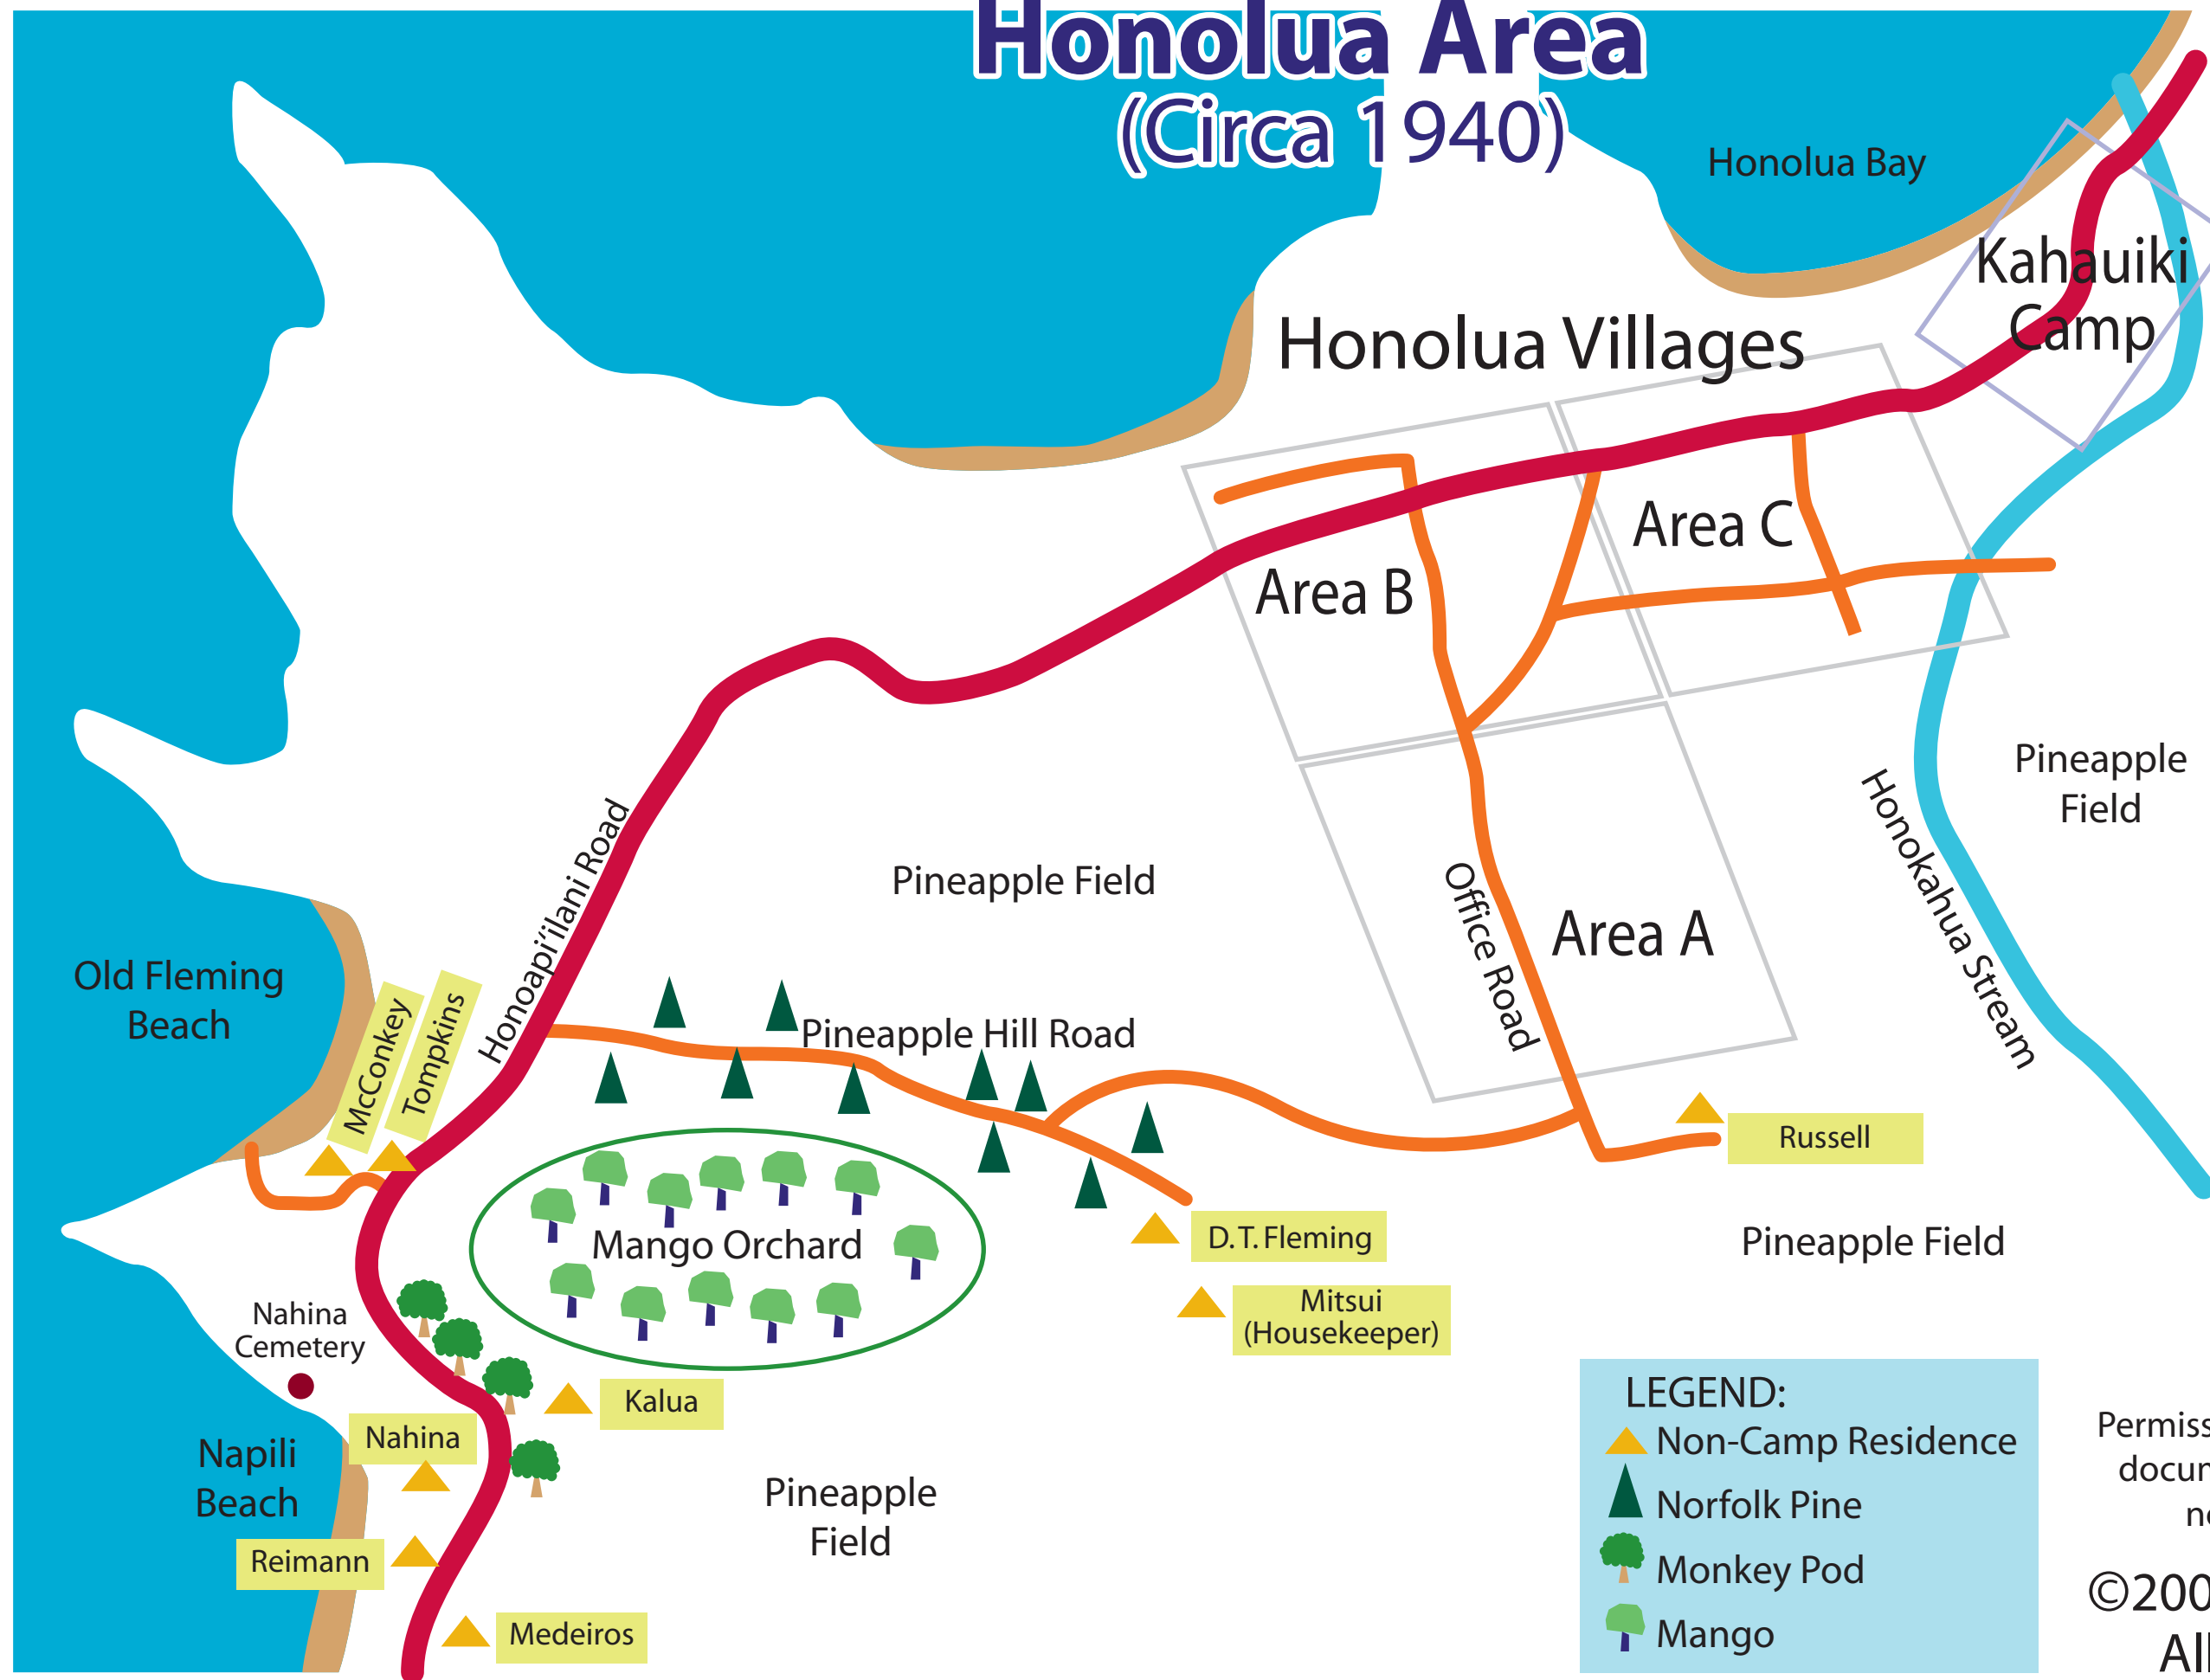 Honolua Area
(Circa 1940)
Honolua Bay
Kahauiki
Camp
Honolua Villages
Area C
Area B
Pineapple
Field
Honokahua Stream
Honoapi‘ilani Road
Pineapple Field
Office Road
Area A
Old Fleming
Beach
McConkey
Tompkins
Pineapple Hill Road
Russell
D.T. Fleming
Pineapple Field
Mango Orchard
Mitsui
(Housekeeper)
Nahina
Cemetery
Kalua
Nahina
Napili
Beach
Pineapple
Field
Reimann
Medeiros
LEGEND:
Non-Camp Residence
Norfolk Pine
Monkey Pod
Mango
©200